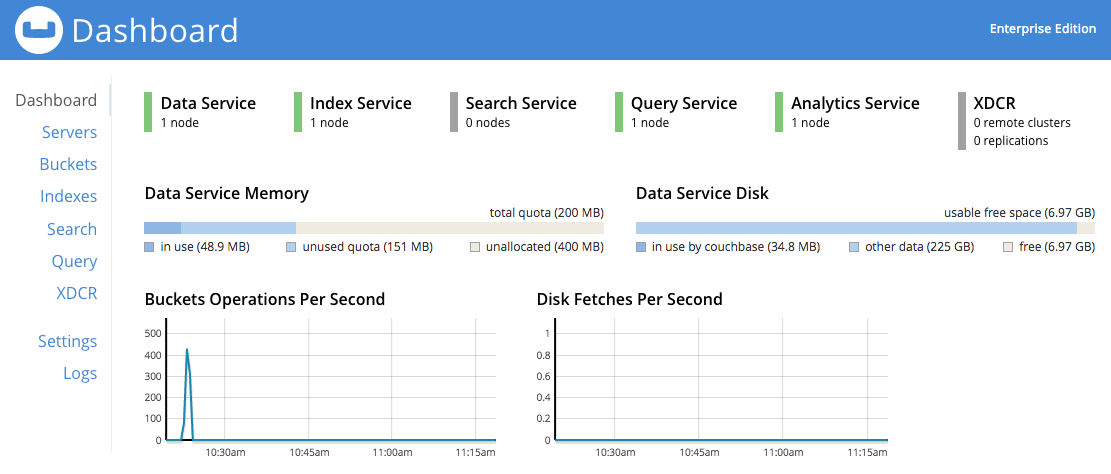 Dashboard
Enterprise Edition
Dashboard
Servers
Buckets
Indexes
Search
Query
XDCR
Settings
Logs
Data Service
1 node
Index Service
1 node
Search Service
0 nodes
Query Service
1 node
Analytics Service
1 node
XDCR
0 remote clusters
0 replications
Data Service Memory
total quota (200 MB)
in use (48.9 MB)
unused quota (151 MB)
unallocated (400 MB)
Data Service Disk
usable free space (6.97 GB)
in use by couchbase (34.8 MB)
other data (225 GB)
free (6.97 GB)
Buckets Operations Per Second
500
400
300
200
100
0
10:30am 10:45am 11:00am 11:15am
Disk Fetches Per Second
1
0.8
0.6
0.4
0.2
0
10:30am 10:45am 11:00am 11:15am